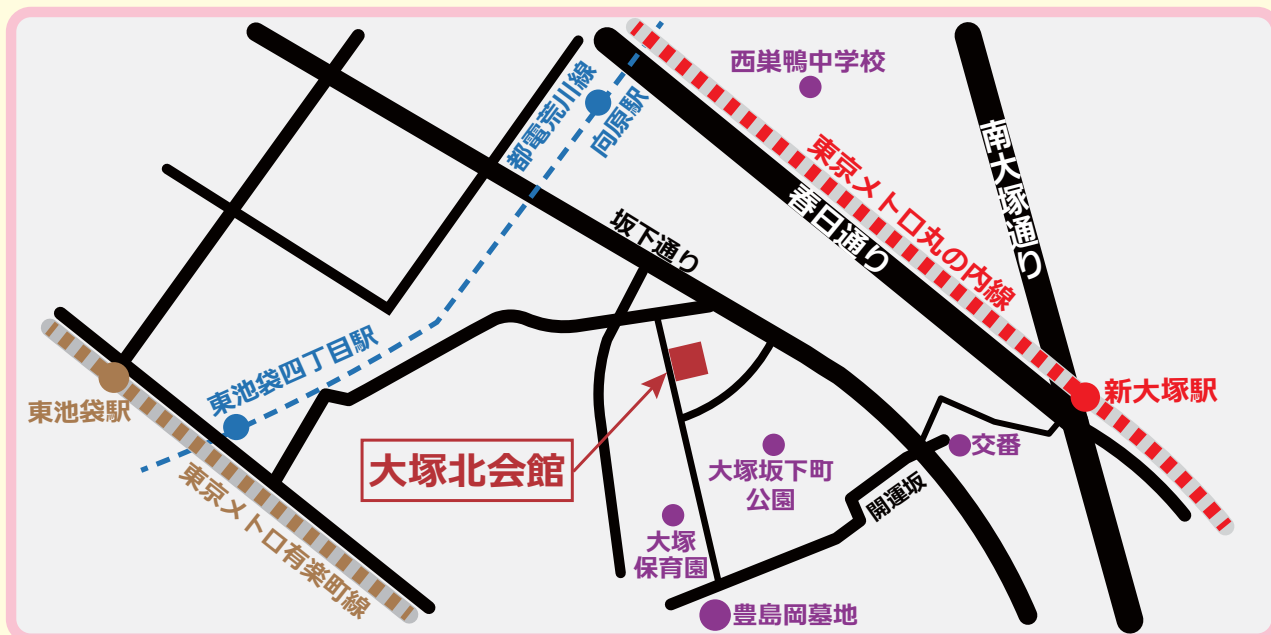 西巣鴨中学校
都電荒川線
向原駅
東京メトロ丸の内線
南大塚通り
春日通り
坂下通り
東池袋四丁目駅
東池袋駅
新大塚駅
大塚北会館
大塚坂下町
公園
交番
開運坂
東京メトロ有楽町線
大塚
保育園
豊島岡墓地